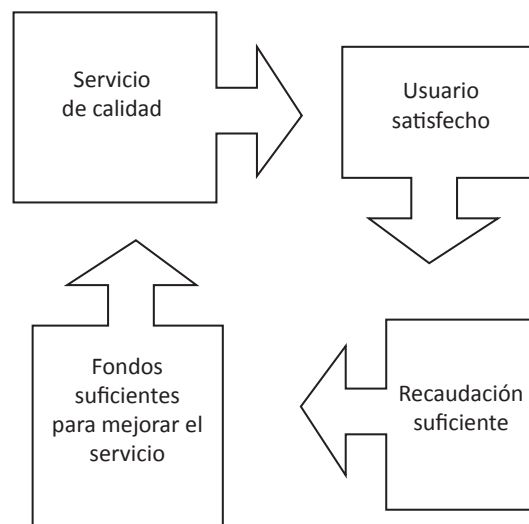 Servicio
de calidad
Usuario
satisfecho
Recaudación
suficiente
Fondos
suficientes
para mejorar el
servicio